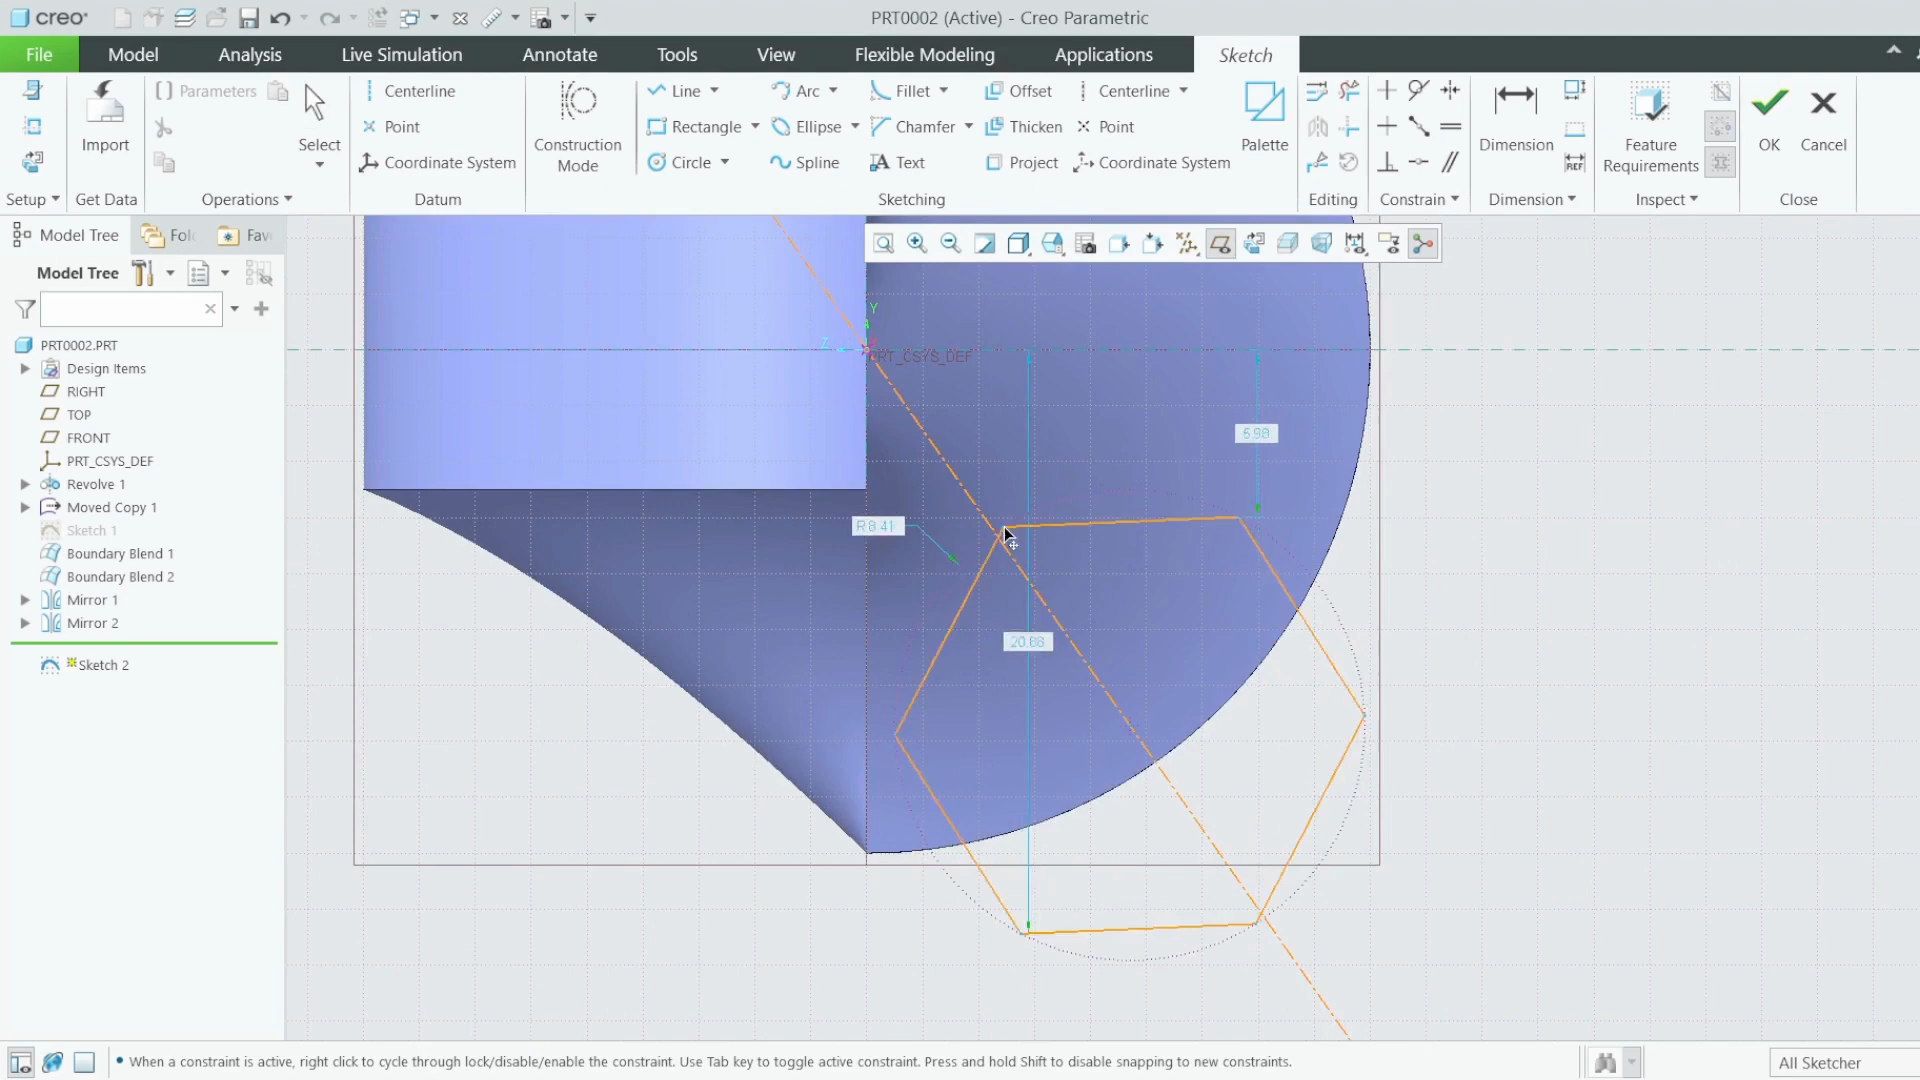 creo
PRT0002 (Active) - Creo Parametric
File
Model
Analysis
Live Simulation
Annotate
Tools
View
Flexible Modeling
Applications
Sketch
Import
Parameters
Select
Centerline
Point
Coordinate System
Construction
Mode
Line
Rectangle
Circle
Arc
Ellipse
Spline
Fillet
Chamfer
Text
Offset
Thicken
Project
Centerline
Point
Coordinate System
Palette
Dimension
REF
Feature
Requirements
OK
Cancel
Setup
Get Data
Operations
Datum
Sketching
Editing
Constrain
Dimension
Inspect
Close
Model Tree
Fol
Fav
Model Tree
PRT0002.PRT
Design Items
RIGHT
TOP
FRONT
PRT_CSYS_DEF
Revolve 1
Moved Copy 1
Sketch 1
Boundary Blend 1
Boundary Blend 2
Mirror 1
Mirror 2
Sketch 2
Y
Z
PRT_CSYS_DEF
R8.41
20.88
• When a constraint is active, right click to cycle through lock/disable/enable the constraint. Use Tab key to toggle active constraint. Press and hold Shift to disable snapping to new constraints.
All Sketcher